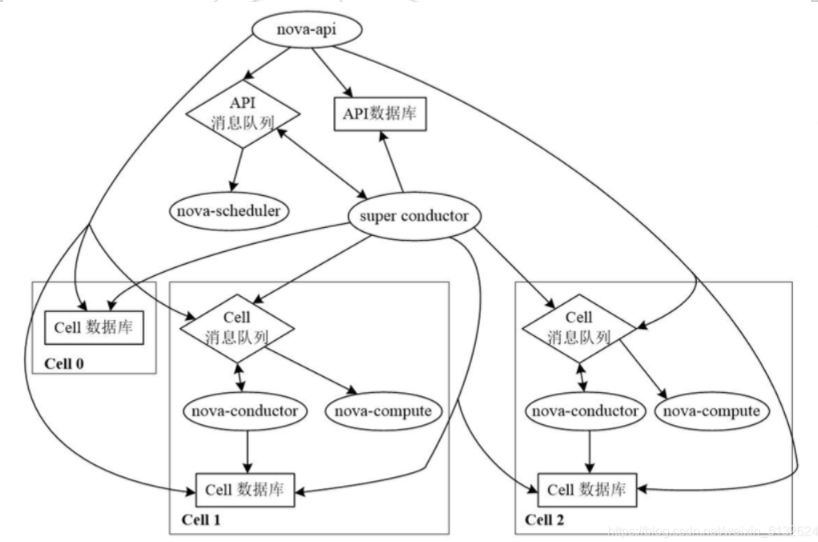 nova-api
API
消息队列
API数据库
nova-scheduler
super conductor
Cell 数据库
Cell 0
Cell
消息队列
nova-conductor
nova-compute
Cell 数据库
Cell 1
Cell
消息队列
nova-conductor
nova-compute
Cell 数据库
Cell 2